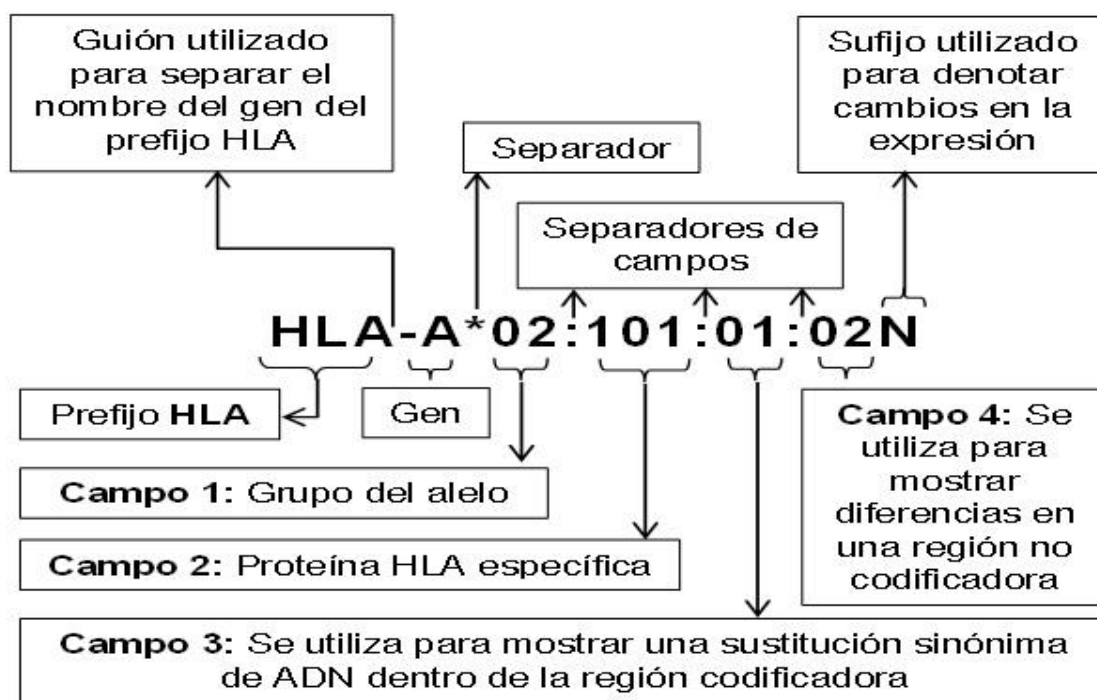 Guión utilizado
para separar el
nombre del gen del
prefijo HLA
Sufijo utilizado
para denotar
cambios en la
expresión
Separador
Separadores de
campos
HLA-A*02:101:01:02N
Prefijo HLA
Gen
Campo 4: Se
utiliza para
mostrar
diferencias en
una región no
codificadora
Campo 1: Grupo del alelo
Campo 2: Proteína HLA específica
Campo 3: Se utiliza para mostrar una sustitución sinónima
de ADN dentro de la región codificadora